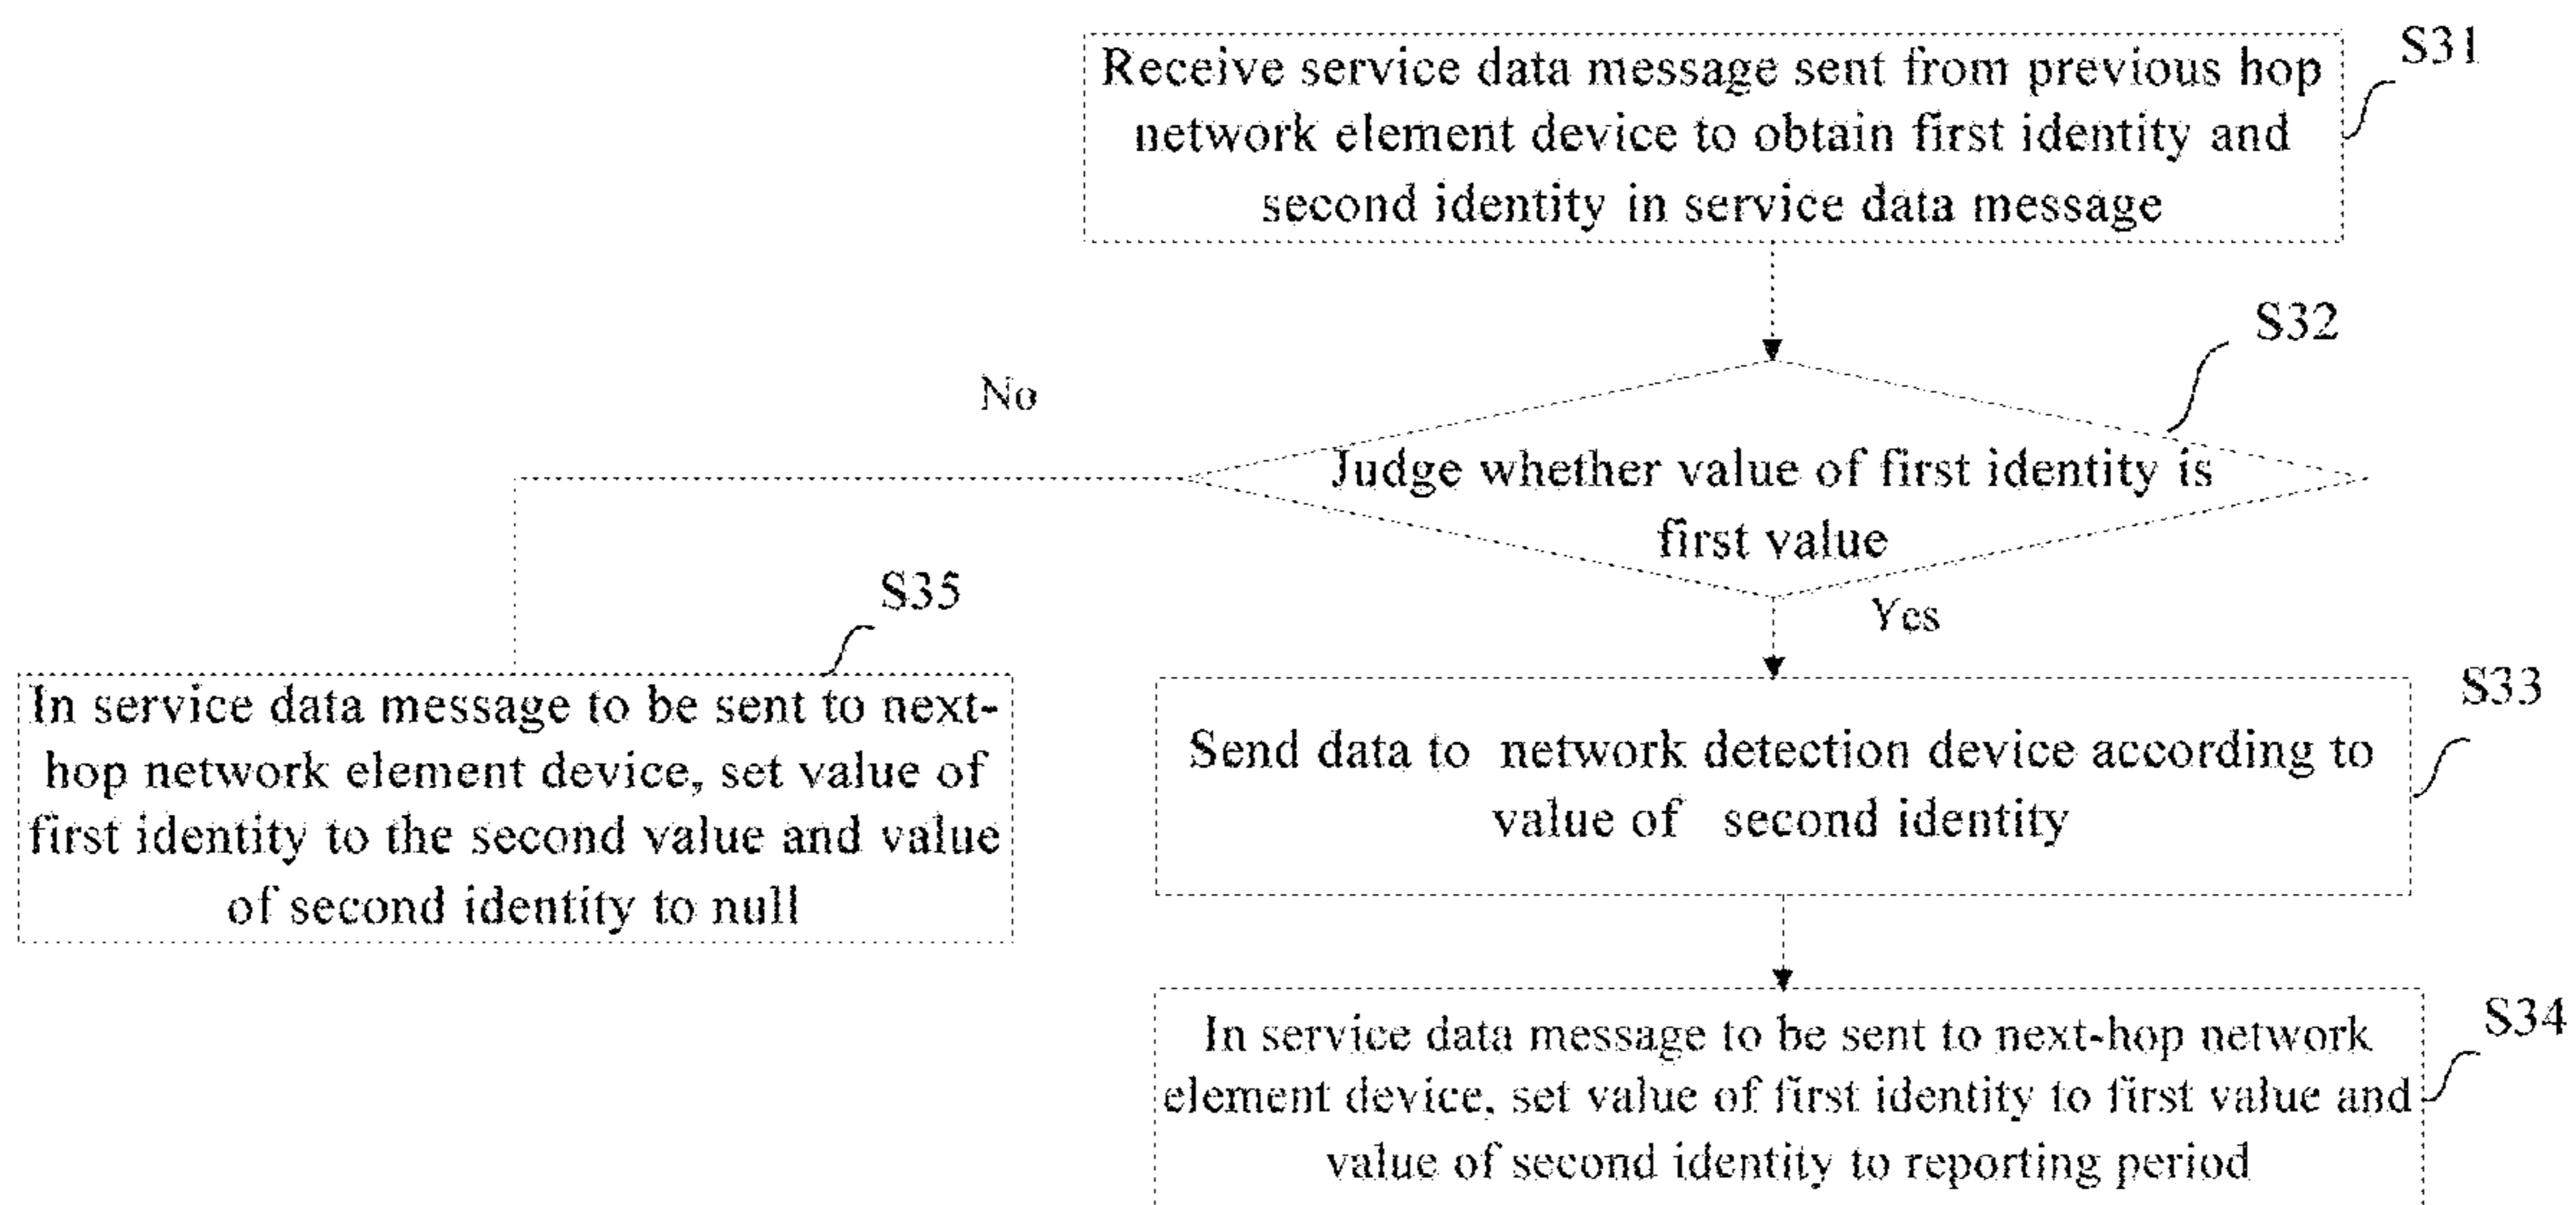 S31
Receive service data message sent from previous hop
network element device to obtain first identity and
second identity in service data message
S32
No
Judge whether value of first identity is
first value
Yes
S35
In service data message to be sent to next-
hop network element device, set value of
first identity to the second value and value
of second identity to null
S33
Send data to network detection device according to
value of second identity
S34
In service data message to be sent to next-hop network
element device, set value of first identity to first value and
value of second identity to reporting period